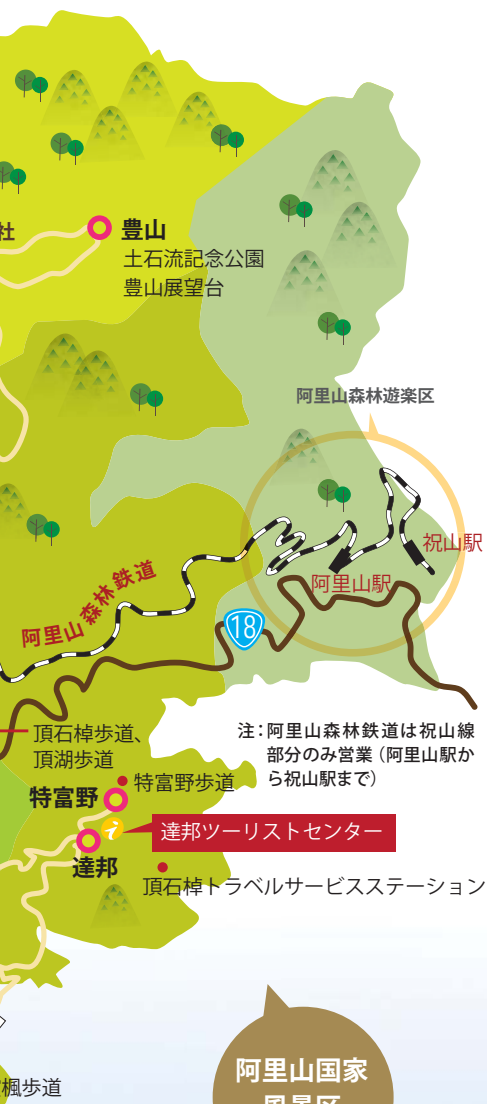 社
豊山
土石流記念公園
豊山展望台
阿里山森林遊楽区
祝山駅
阿里山駅
阿里山森林鉄道
18
注：阿里山森林鉄道は祝山線
部分のみ営業（阿里山駅か
ら祝山駅まで）
頂石棹歩道、
頂湖歩道
特富野歩道
特富野
i
達邦ツーリストセンター
達邦
頂石棹トラベルサービスステーション
楓歩道
阿里山国家
風景区